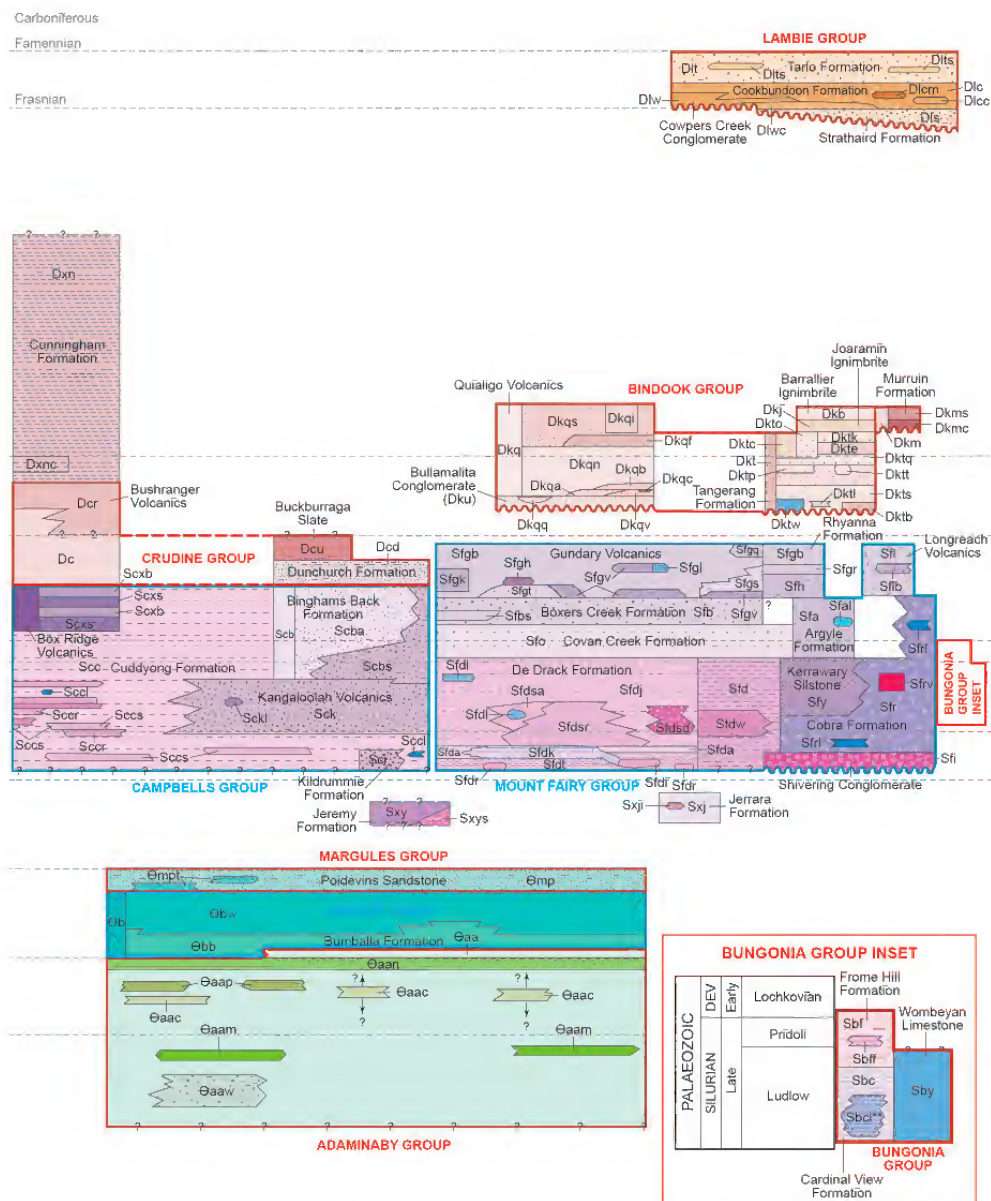 Carboniferous
Famennian
Frasnian
LAMBIE GROUP
Dlt
Dlts
Tarlo Formation
Dlts
Cookbundoon Formation
Dlcm
Dlc
Dlcc
Dlw
Dls
Cowpers Creek
Conglomerate
Dlwc
Strathaird Formation
? ? ?
Dxn
Cunningham
Formation
Dxnc
Dcr
Bushranger
Volcanics
? ?
Dc
CRUDINE GROUP
Buckburraga
Slate
Dcu
Dcd
Dunchurch Formation
Quialigo Volcanics
BINDOOK GROUP
Joaramin
Ignimbrite
Barrallier
Ignimbrite
Murruin
Formation
Dkqs
Dkqi
Dkqf
Dkq
Dkqn
Dkqb
Dkqa
Dkqc
Bullamalita
Conglomerate
(Dku)
Dkqq
Dkqv
Dkj
Dkto
Dkb
Dkms
Dkmc
Dkm
Dktc
Dktk
Dkte
Dkt
Dktq
Dktp
Dktt
Tangerang
Formation
Dktl
Dkts
Dktb
Dktw
Rhyanna
Formation
Longreach
Volcanics
Scxb
Scxs
Scxb
Scxs
Box Ridge
Volcanics
Scc
Cuddyong Formation
Binghams Back
Formation
Scb
Scba
Scbs
Kangaloolah Volcanics
Sckl
Sck
Sccl
Sccr
Sccs
Sccs
Sccr
Sccs
Sccl
Scl
CAMPBELLS GROUP
Kildrummie
Formation
Sfgb
Gundary Volcanics
Sfgq
Sfgb
Sfgh
Sfgl
Sfgr
Sfl
Sfgk
Sfgt
Sfgv
Sfgs
Sfh
Sflb
Boxers Creek Formation
Sfbs
Sfb
Sfgv
?
Sfa
Sfal
Argyle
Formation
Sfo
Covan Creek Formation
Sfrl
Sfdl
De Drack Formation
Sfdsa
Sfdj
Sfd
Kerrawary
Siltstone
Sfy
Sfrv
Sfr
Sfdl
Sfdsr
Sfdsd
Sfdw
Cobra Formation
Sfrl
Sfda
Sfdk
Sfda
Sfdt
Sfi
Sfdr
Sfdi
Sfdr
MOUNT FAIRY GROUP
Shivering Conglomerate
BUNGONIA
GROUP
INSET
Jeremy
Formation
Sxy
Sxys
? ? ?
Sxji
Sxj
Jerrara
Formation
MARGULES GROUP
Ɵmpt
Poidevins Sandstone
Ɵmp
Ɵb
Ɵbw
Ɵbb
Bumballa Formation
Ɵaa
Ɵaan
Ɵaap
Ɵaac
Ɵaac
Ɵaac
? ?
? ?
Ɵaam
Ɵaam
Ɵaaw
? ? ? ?
ADAMINABY GROUP
BUNGONIA GROUP INSET
PALAEOZOIC
SILURIAN
DEV
Late
Early
Lochkovian
Pridoli
Ludlow
Frome Hill
Formation
Wombeyan
Limestone
Sbf
Sbff
Sbc
Sby
Sbcl**
BUNGONIA
GROUP
Cardinal View
Formation